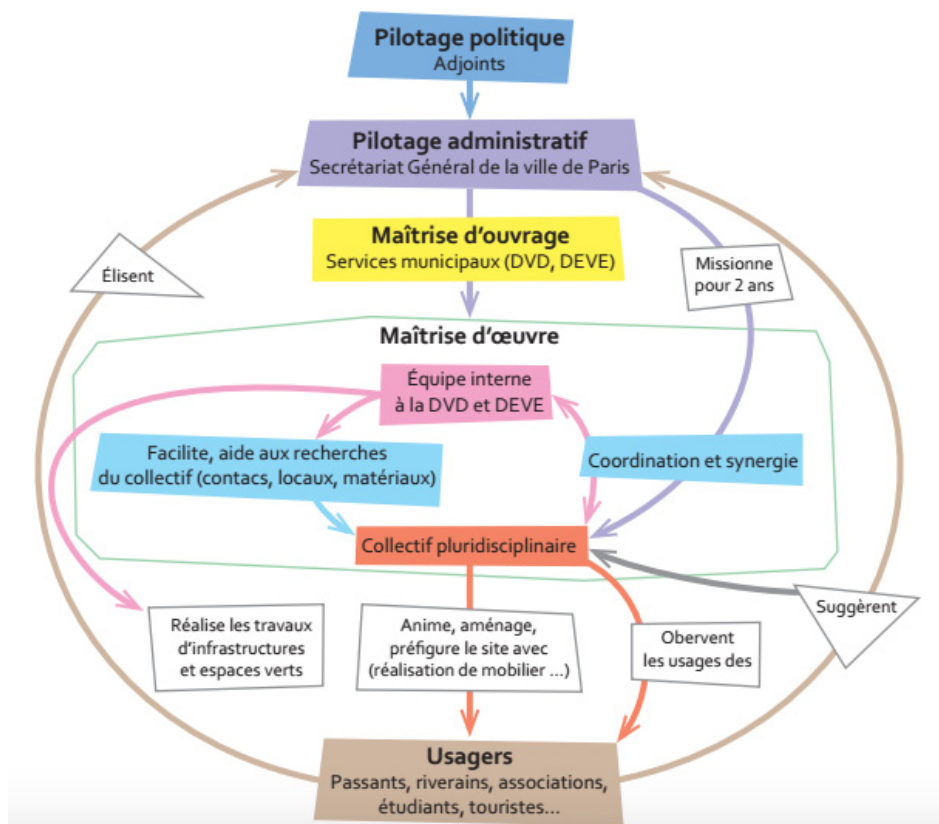 Pilotage politique
Adjoints
Pilotage administratif
Secrétariat Général de la ville de Paris
Maîtrise d'ouvrage
Services municipaux (DVD, DEVE)
Élisent
Missionne
pour 2 ans
Maîtrise d'œuvre
Équipe interne
à la DVD et DEVE
Facilite, aide aux recherches
du collectif (contacs, locaux, matériaux)
Coordination et synergie
Collectif pluridisciplinaire
Réalise les travaux
d'infrastructures
et espaces verts
Anime, aménage,
préfigure le site avec
(réalisation de mobilier ...)
Obervent
les usages des
Suggèrent
Usagers
Passants, riverains, associations,
étudiants, touristes...